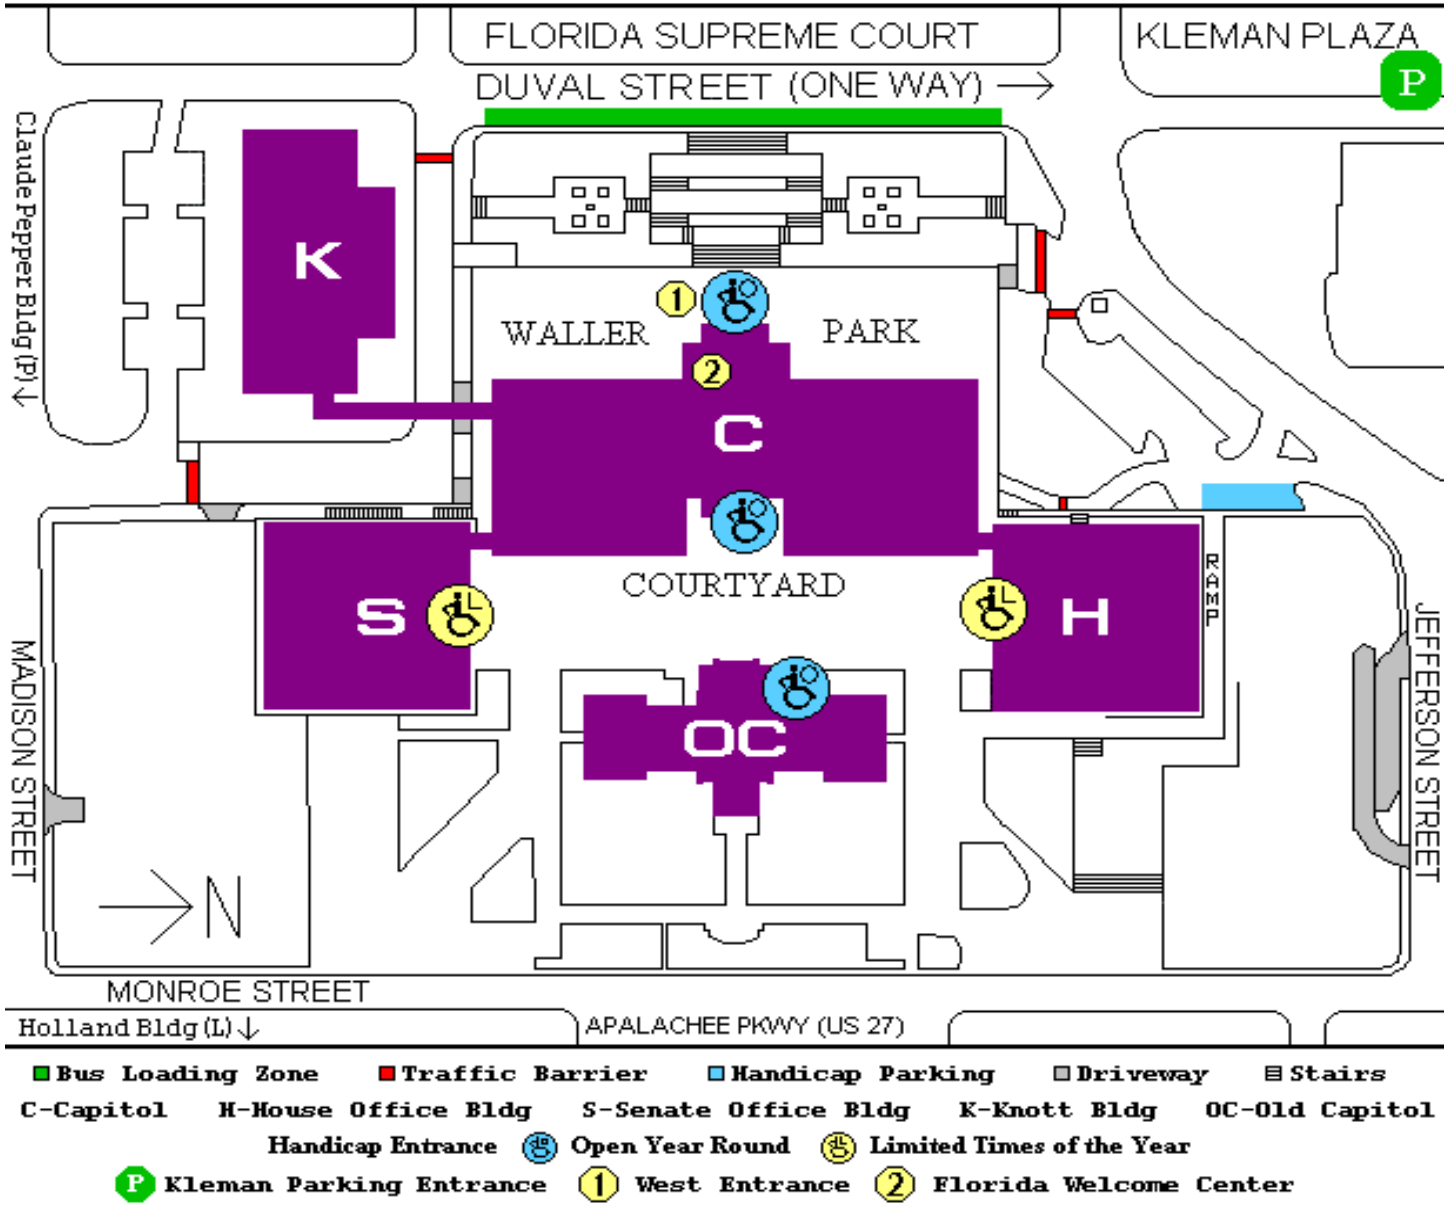 FLORIDA SUPREME COURT
KLEMAN PLAZA
P
DUVAL STREET (ONE WAY) →
Claude Pepper Bldg (P) ↓
K
1
WALLER PARK
2
C
COURTYARD
S
H
RAMP
OC
MADISON STREET
JEFFERSON STREET
N
MONROE STREET
Holland Bldg (L) ↓
APALACHEE PKWY (US 27)
Bus Loading Zone Traffic Barrier Handicap Parking Driveway Stairs
C-Capitol H-House Office Bldg S-Senate Office Bldg K-Knott Bldg OC-Old Capitol
Handicap Entrance Open Year Round L Limited Times of the Year
P Kleman Parking Entrance 1 West Entrance 2 Florida Welcome Center